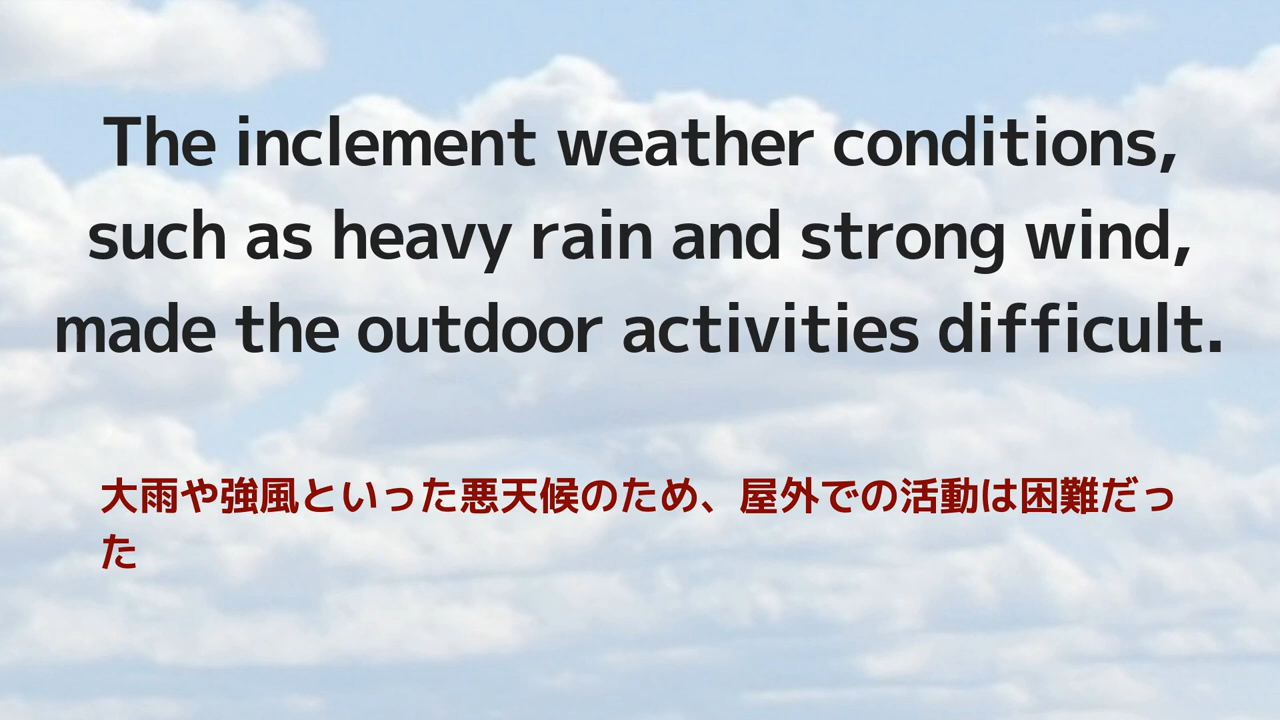 The inclement weather conditions,
such as heavy rain and strong wind,
made the outdoor activities difficult.
大雨や強風といった悪天候のため、屋外での活動は困難だっ
た